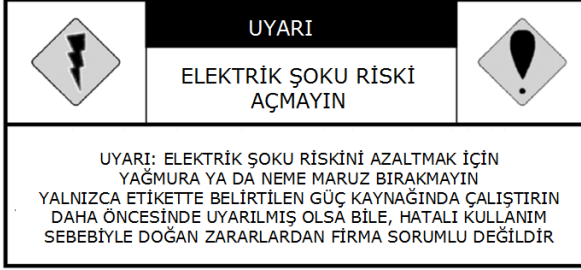 UYARI
ELEKTRİK ŞOKU RİSKİ
AÇMAYIN
UYARI: ELEKTRİK ŞOKU RİSKİNİ AZALTMAK İÇİN
YAĞMURA YA DA NEME MARUZ BIRAKMAYIN
YALNIZCA ETİKETTE BELİRTİLEN GÜÇ KAYNAĞINDA ÇALIŞTIRIN
DAHA ÖNCESİNDE UYARILMIŞ OLSA BİLE, HATALI KULLANIM
SEBEBİYLE DOĞAN ZARARLARDAN FİRMA SORUMLU DEĞİLDİR